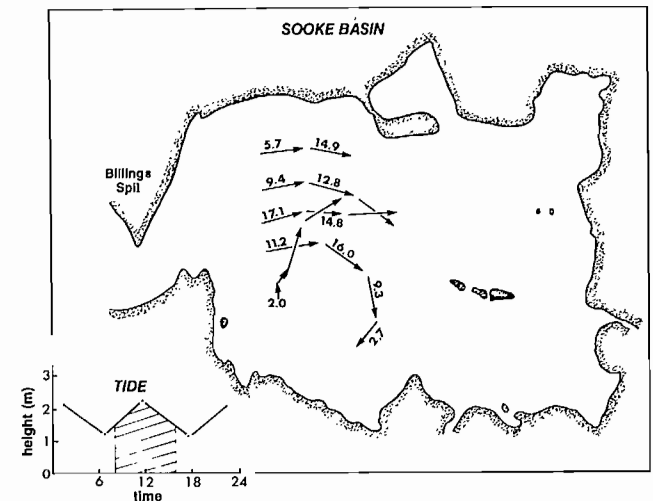 SOOKE BASIN
Billings
Spil
5.7 14.9
9.4 12.8
17.1 14.8
11.2 16.0
2.0
9.3
2.7
TIDE
height (m)
3
2
1
0
6 12 18 24
time